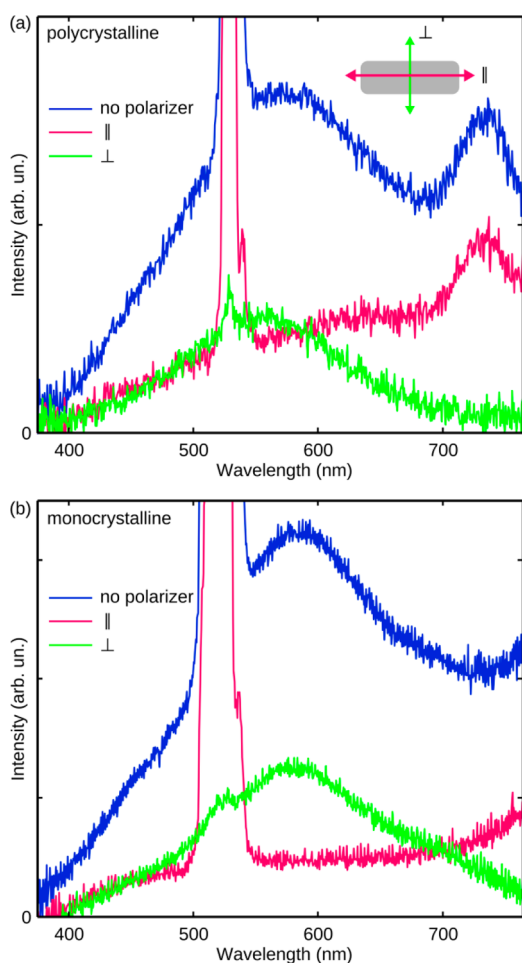 (a)
polycrystalline
⊥
∥
no polarizer
∥
⊥
Intensity (arb. un.)
0
400 500 600 700
Wavelength (nm)
(b)
monocrystalline
no polarizer
∥
⊥
Intensity (arb. un.)
0
400 500 600 700
Wavelength (nm)